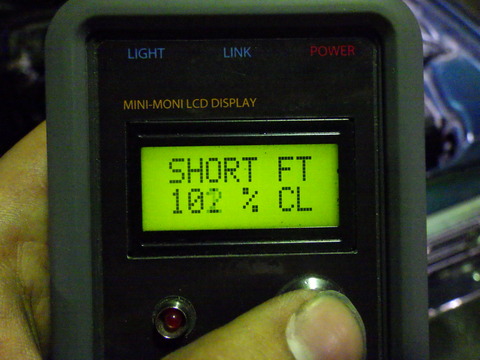 LIGHT LINK POWER
MINI-MONI LCD DISPLAY
SHORT FT
102 % CL